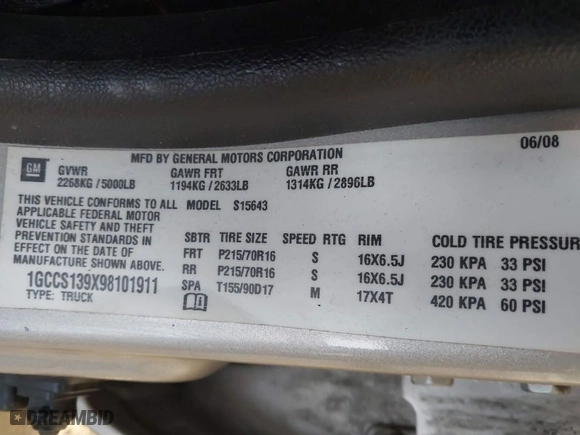 MFD BY GENERAL MOTORS CORPORATION 06/08
GM GVWR GAWR FRT GAWR RR
2268KG / 5000LB 1194KG / 2633LB 1314KG / 2896LB
THIS VEHICLE CONFORMS TO ALL MODEL S15643
APPLICABLE FEDERAL MOTOR
VEHICLE SAFETY AND THEFT
PREVENTION STANDARDS IN
EFFECT ON THE DATE OF
MANUFACTURE SHOWN ABOVE.
1GCCS139X98101911
TYPE: TRUCK
SBTR TIRE SIZE SPEED RTG RIM COLD TIRE PRESSUR
FRT P215/70R16 S 16X6.5J 230 KPA 33 PSI
RR P215/70R16 S 16X6.5J 230 KPA 33 PSI
SPA T155/90D17 M 17X4T 420 KPA 60 PSI
DREAMBID